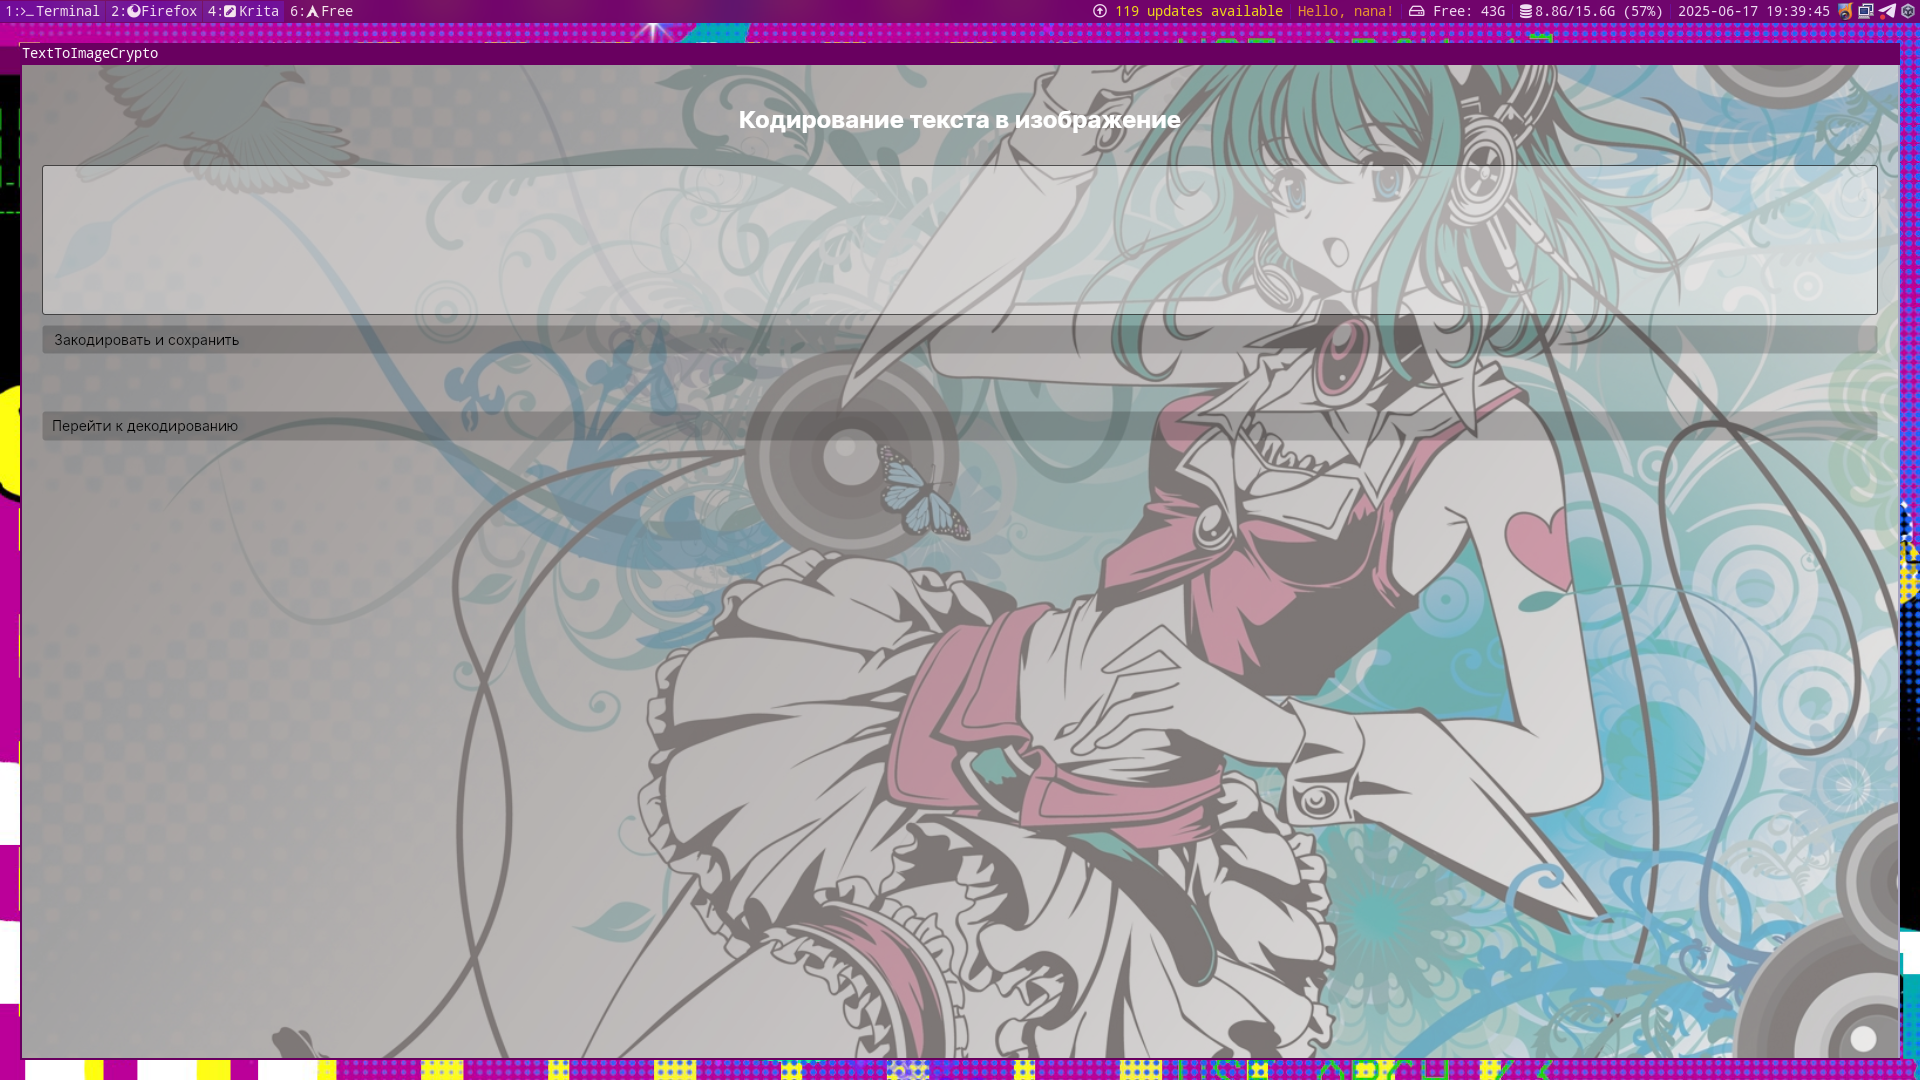 1:>_Terminal 2:Firefox 4:Krita 6:Free
119 updates available Hello, nana! Free: 43G 8.8G/15.6G (57%) 2025-06-17 19:39:45
TextToImageCrypto
Кодирование текста в изображение
Закодировать и сохранить
Перейти к декодированию